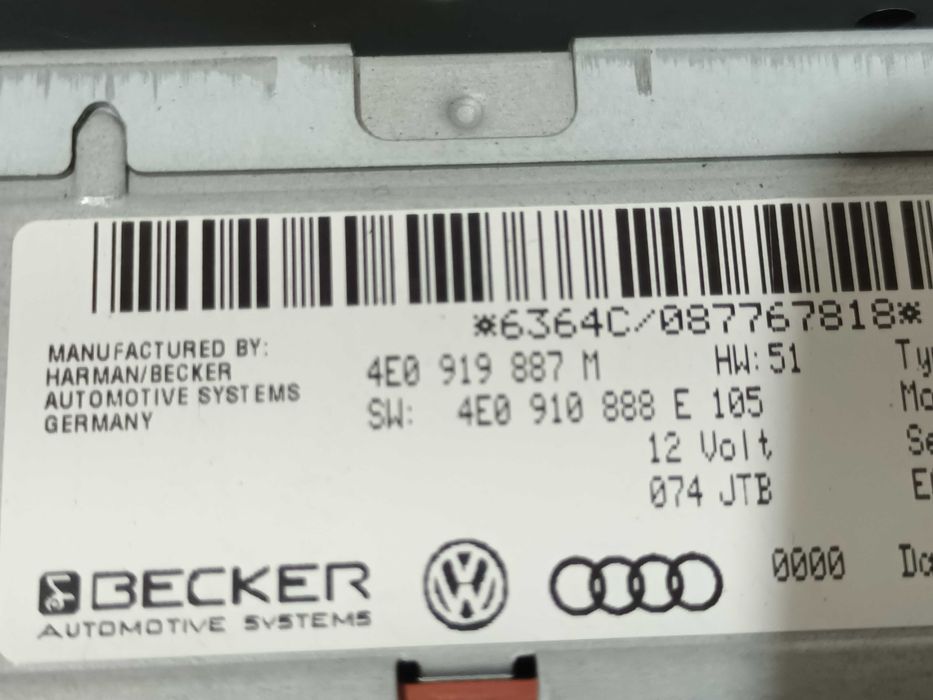 *6364C/087767818*
MANUFACTURED BY:
HARMAN/BECKER
AUTOMOTIVE SYSTEMS
GERMANY
4E0 919 887 M HW: 51
SW: 4E0 910 888 E 105
12 Volt
074 JTB
0000
BECKER
AUTOMOTIVE SYSTEMS